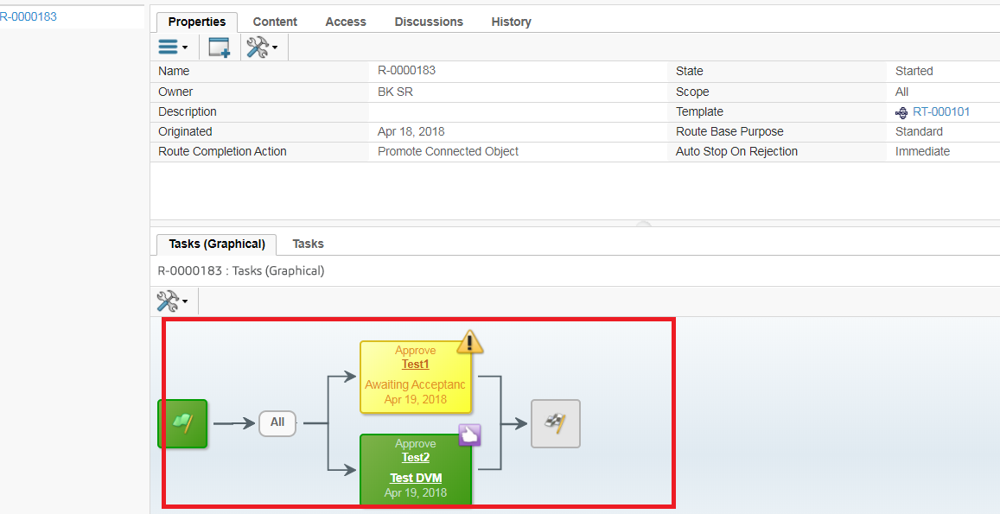 R-0000183
Properties Content Access Discussions History
Name R-0000183 State Started
Owner BK SR Scope All
Description Template RT-000101
Originated Apr 18, 2018 Route Base Purpose Standard
Route Completion Action Promote Connected Object Auto Stop On Rejection Immediate
Tasks (Graphical) Tasks
R-0000183 : Tasks (Graphical)
Approve
Test1
Awaiting Acceptanc
Apr 19, 2018
All
Approve
Test2
Test DVM
Apr 19, 2018